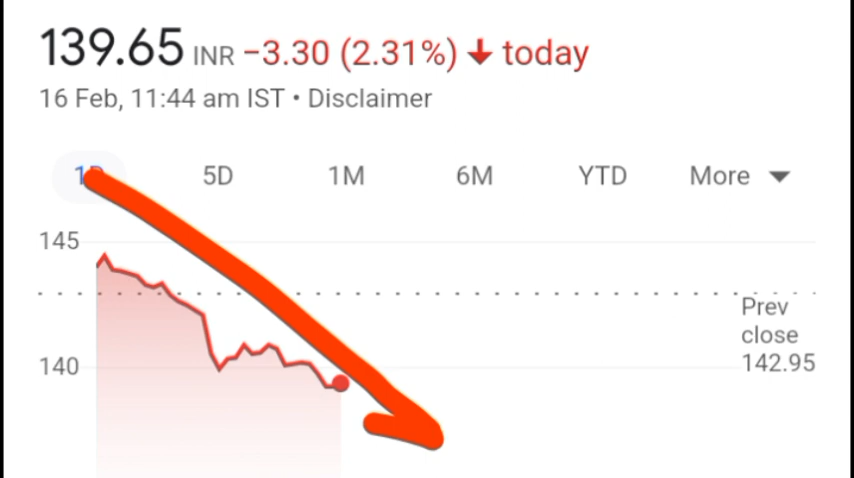 139.65 INR −3.30 (2.31%) ↓ today
16 Feb, 11:44 am IST • Disclaimer
1D 5D 1M 6M YTD More
145
Prev
close
142.95
140